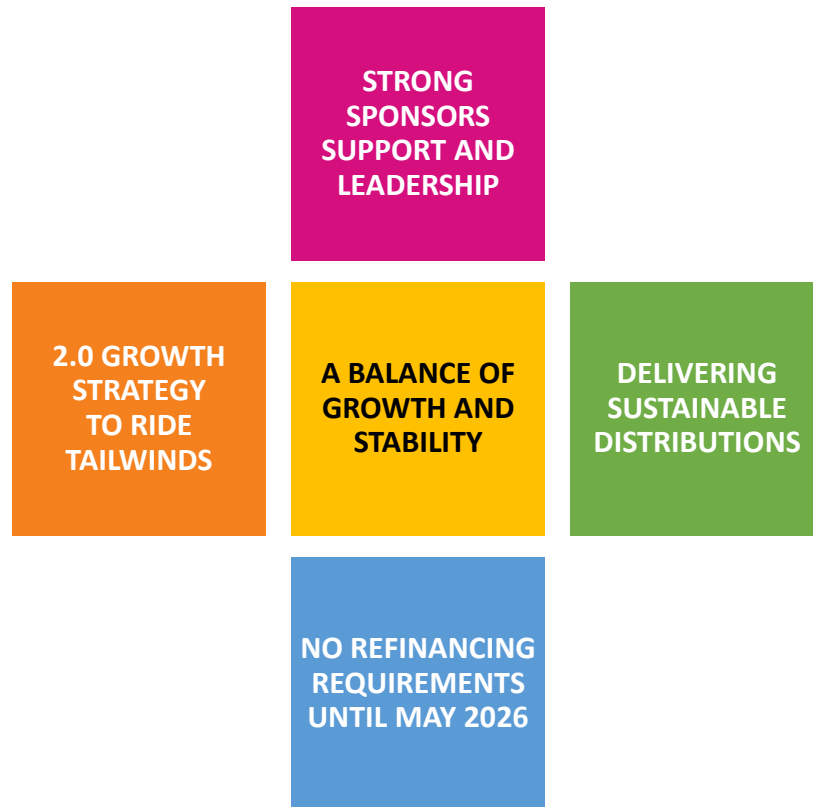 STRONG
SPONSORS
SUPPORT AND
LEADERSHIP
2.0 GROWTH
STRATEGY
TO RIDE
TAILWINDS
A BALANCE OF
GROWTH AND
STABILITY
DELIVERING
SUSTAINABLE
DISTRIBUTIONS
NO REFINANCING
REQUIREMENTS
UNTIL MAY 2026